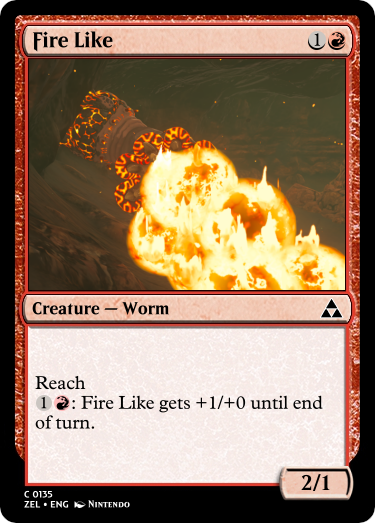 Fire Like 1
Creature — Worm
Reach
1 : Fire Like gets +1/+0 until end
of turn.
2/1
C 0135
ZEL • ENG Nintendo